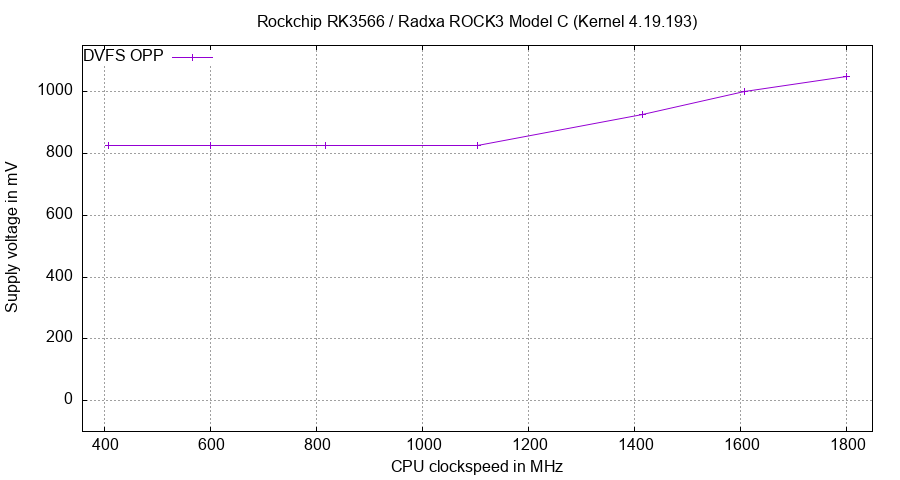 Rockchip RK3566 / Radxa ROCK3 Model C (Kernel 4.19.193)
DVFS OPP
1000
800
600
400
200
0
Supply voltage in mV
400 600 800 1000 1200 1400 1600 1800
CPU clockspeed in MHz